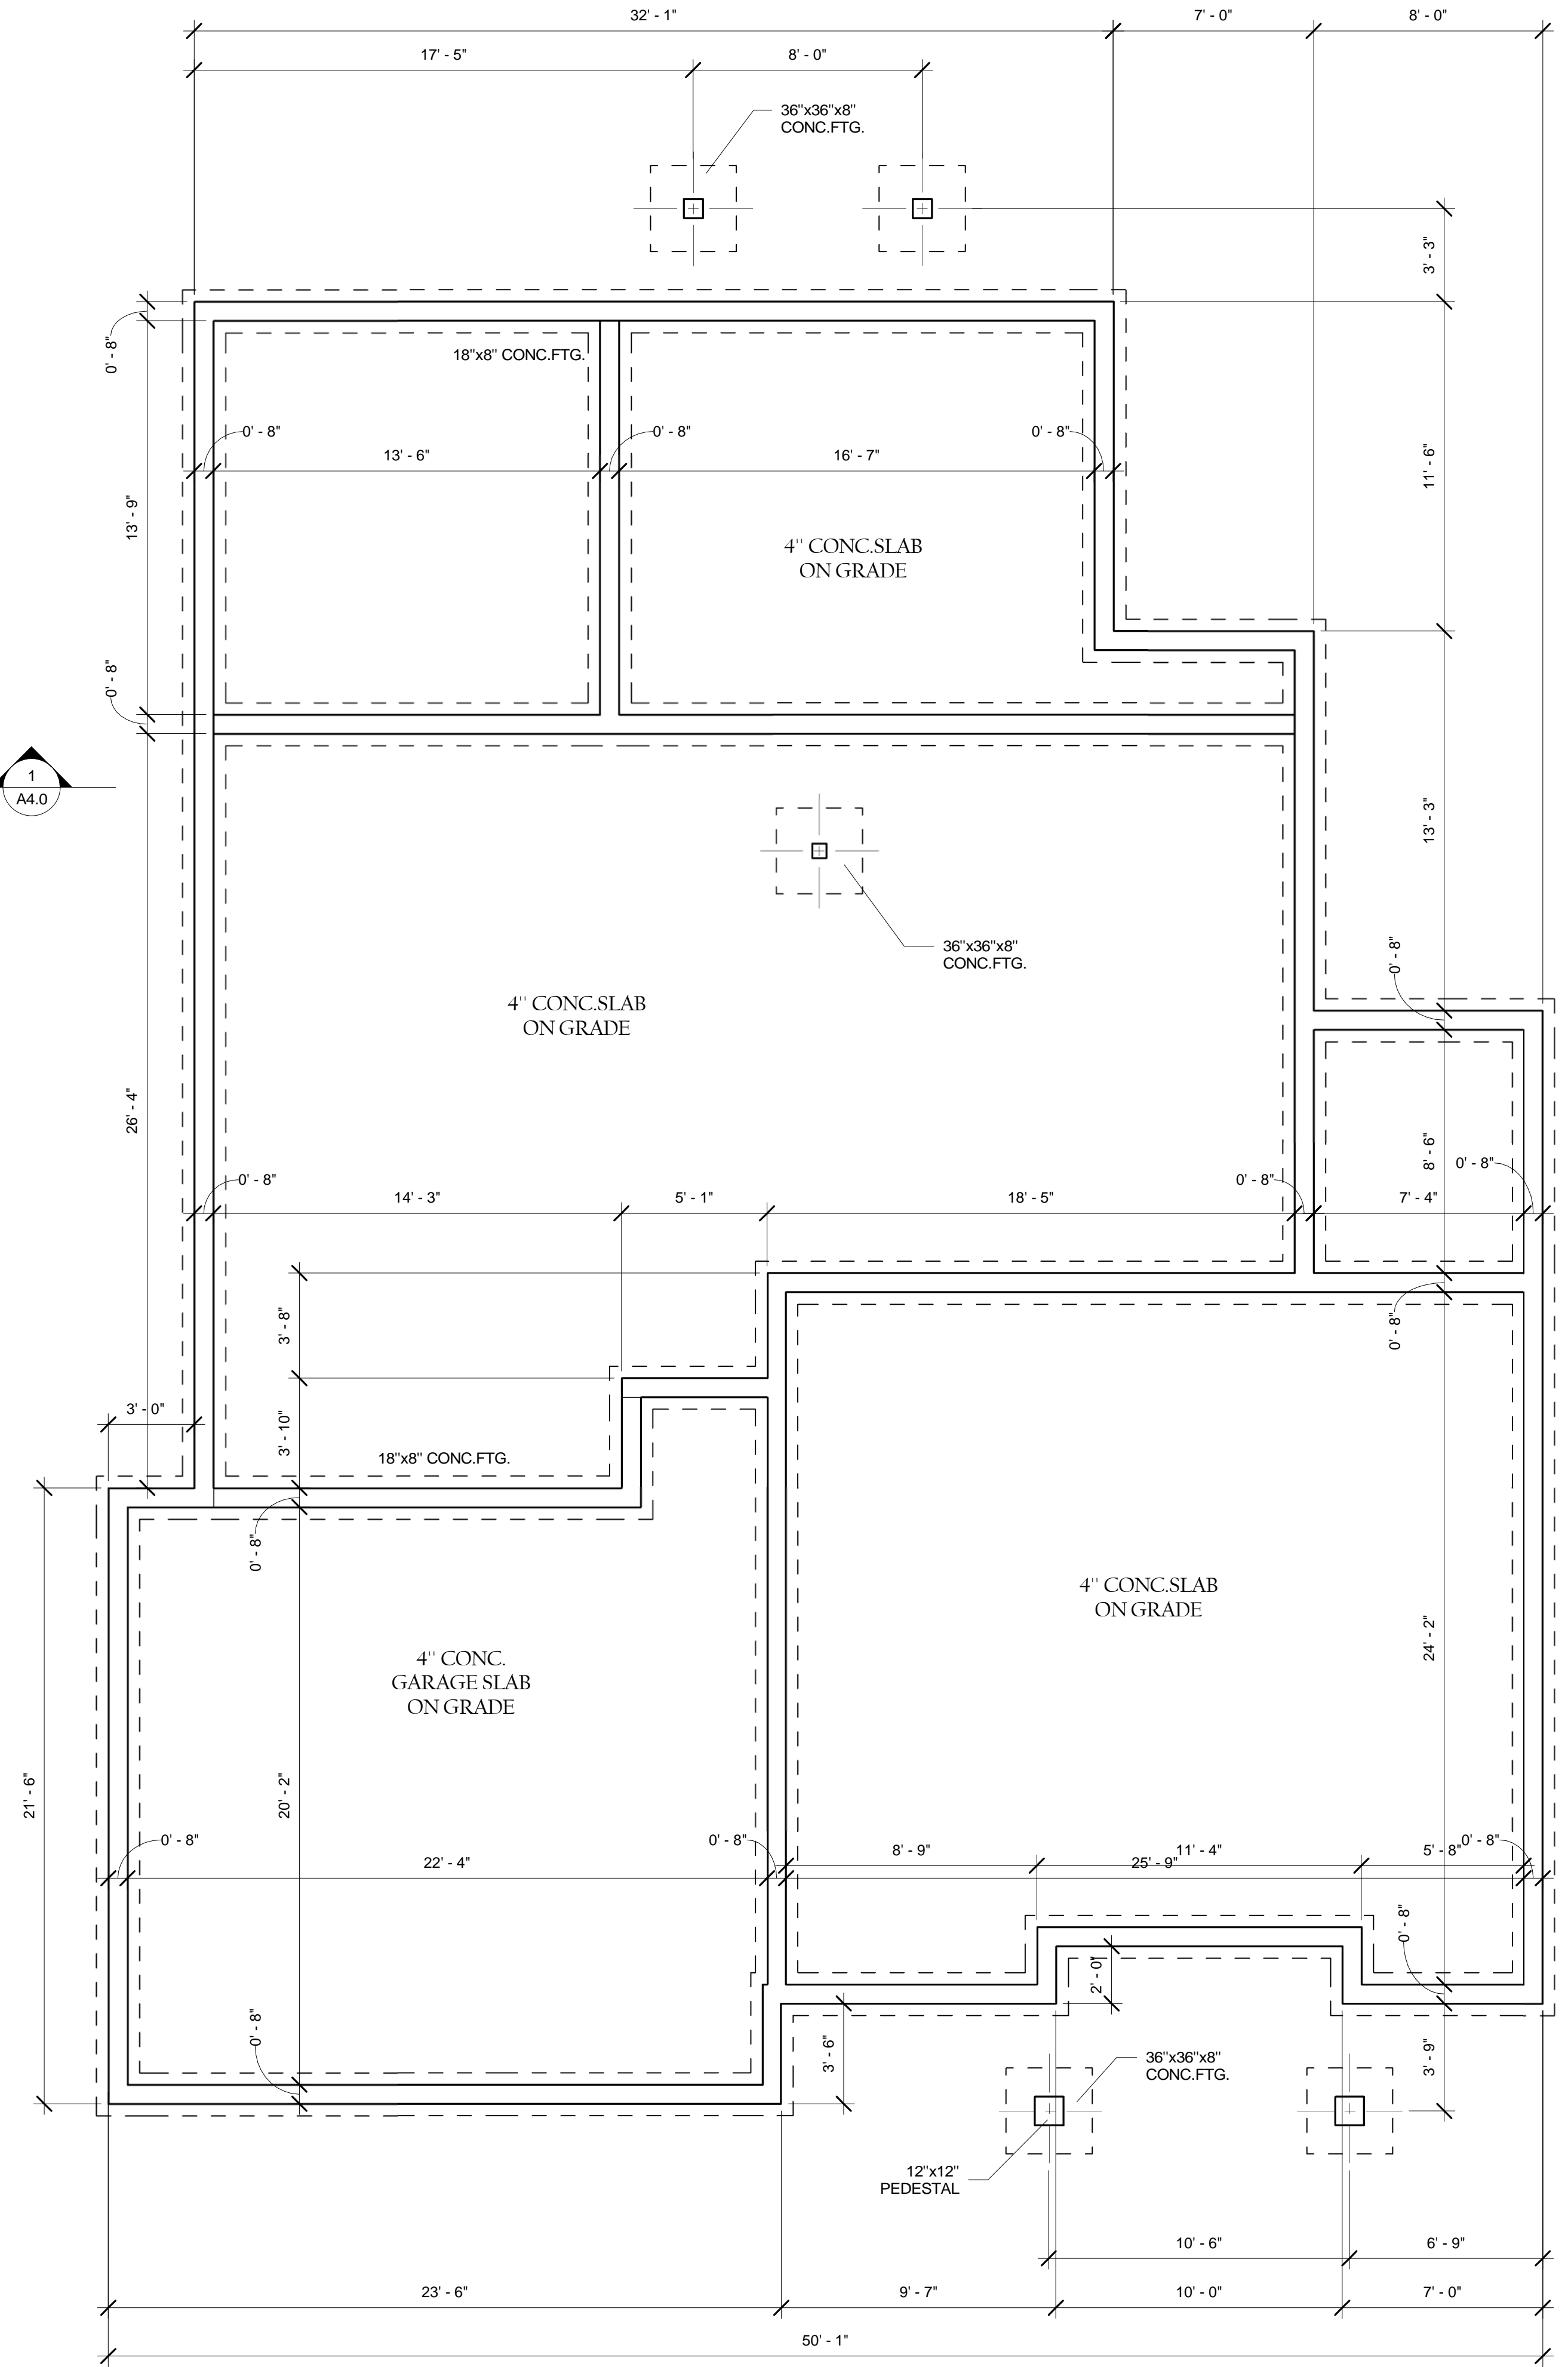 32' - 1"
7' - 0"
8' - 0"
17' - 5"
8' - 0"
36"x36"x8"
CONC.FTG.
3' - 3"
0' - 8"
18"x8" CONC.FTG.
0' - 8"
0' - 8"
0' - 8"
13' - 6"
16' - 7"
11' - 6"
13' - 9"
4" CONC.SLAB
ON GRADE
0' - 8"
1
A4.0
13' - 3"
36"x36"x8"
CONC.FTG.
0' - 8"
4" CONC.SLAB
ON GRADE
26' - 4"
8' - 6"
0' - 8"
0' - 8"
0' - 8"
14' - 3"
5' - 1"
18' - 5"
7' - 4"
3' - 8"
0' - 8"
3' - 0"
3' - 10"
18"x8" CONC.FTG.
0' - 8"
4" CONC.SLAB
ON GRADE
24' - 2"
4" CONC.
GARAGE SLAB
ON GRADE
21' - 6"
20' - 2"
0' - 8"
0' - 8"
0' - 8"
8' - 9"
11' - 4"
5' - 8"
22' - 4"
25' - 9"
0' - 8"
2' - 0"
0' - 8"
3' - 6"
3' - 9"
36"x36"x8"
CONC.FTG.
12"x12"
PEDESTAL
10' - 6"
6' - 9"
23' - 6"
9' - 7"
10' - 0"
7' - 0"
50' - 1"